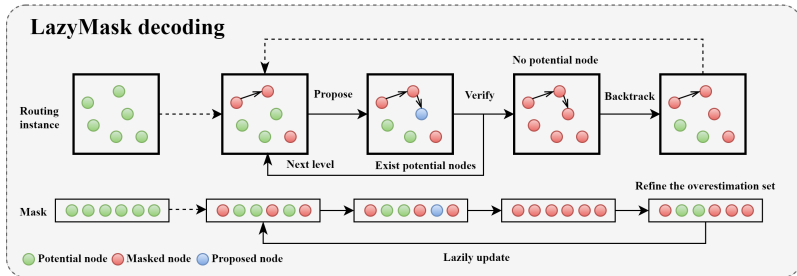 LazyMask decoding
No potential node
Propose
Verify
Backtrack
Routing
instance
Next level
Exist potential nodes
Refine the overestimation set
Mask
Potential node
Masked node
Proposed node
Lazily update